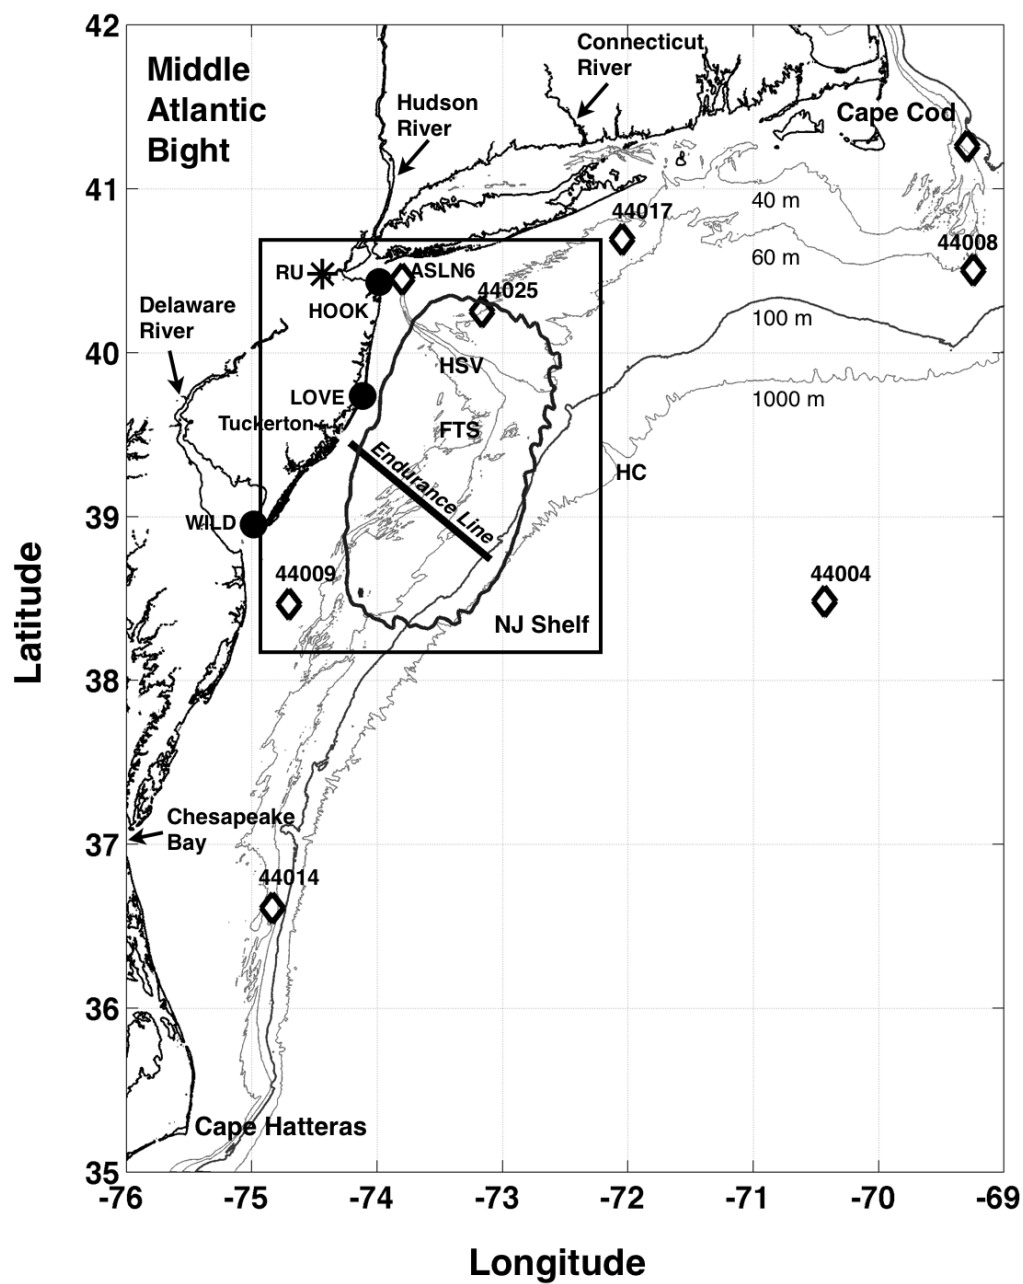 42
Middle
Atlantic
Bight
Connecticut
River
Hudson
River
Cape Cod
41
40 m
44017
60 m
44008
RU
ASLN6
HOOK
44025
Delaware
River
100 m
40
HSV
1000 m
LOVE
Tuckerton
FTS
Endurance Line
HC
39
WILD
44009
44004
NJ Shelf
38
Chesapeake
Bay
37
44014
36
Cape Hatteras
35
-76 -75 -74 -73 -72 -71 -70 -69
Latitude
Longitude